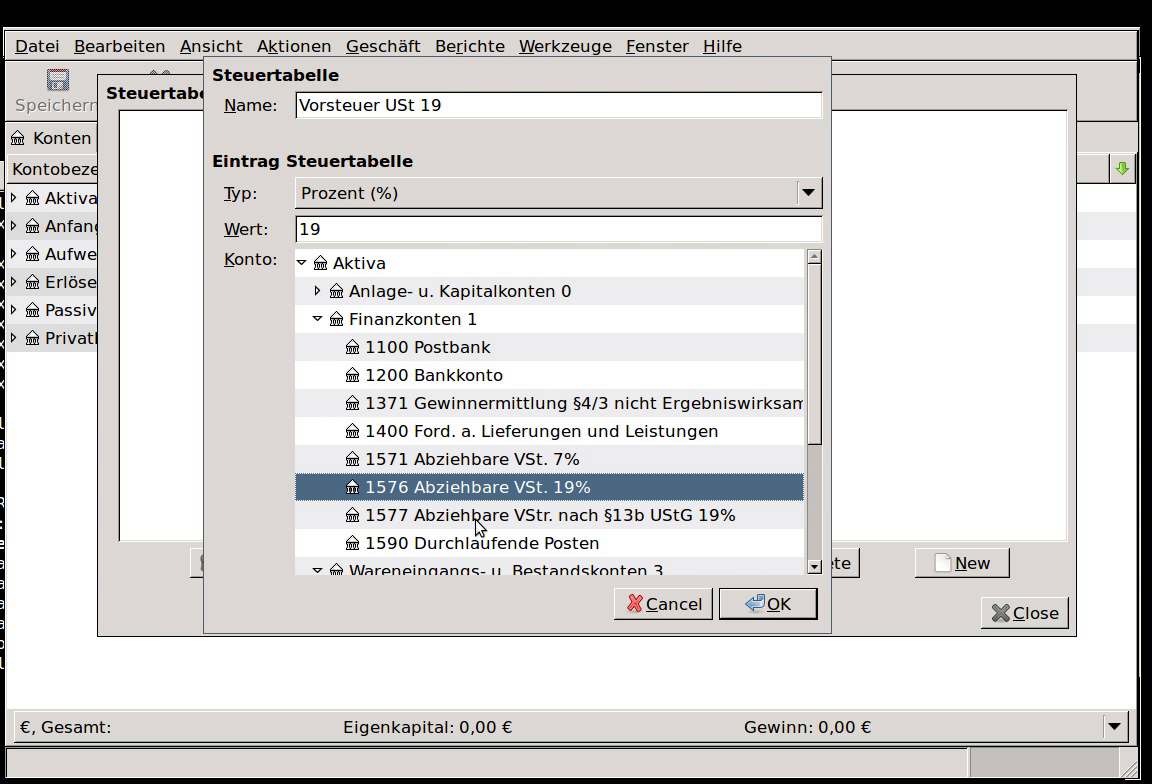 Datei Bearbeiten Ansicht Aktionen Geschäft Berichte Werkzeuge Fenster Hilfe
Speichern
Steuertabe
Konten
Kontobeze
Aktiva
Anfang
Aufwe
Erlöse
Passiv
Privatl
Steuertabelle
Name: Vorsteuer USt 19
Eintrag Steuertabelle
Typ: Prozent (%)
Wert: 19
Konto:
Aktiva
Anlage- u. Kapitalkonten 0
Finanzkonten 1
1100 Postbank
1200 Bankkonto
1371 Gewinnermittlung §4/3 nicht Ergebniswirksam
1400 Ford. a. Lieferungen und Leistungen
1571 Abziehbare VSt. 7%
1576 Abziehbare VSt. 19%
1577 Abziehbare VStr. nach §13b UStG 19%
1590 Durchlaufende Posten
Wareneingangs- u. Bestandskonten 3
Cancel OK
ete New
Close
€, Gesamt: Eigenkapital: 0,00 € Gewinn: 0,00 €